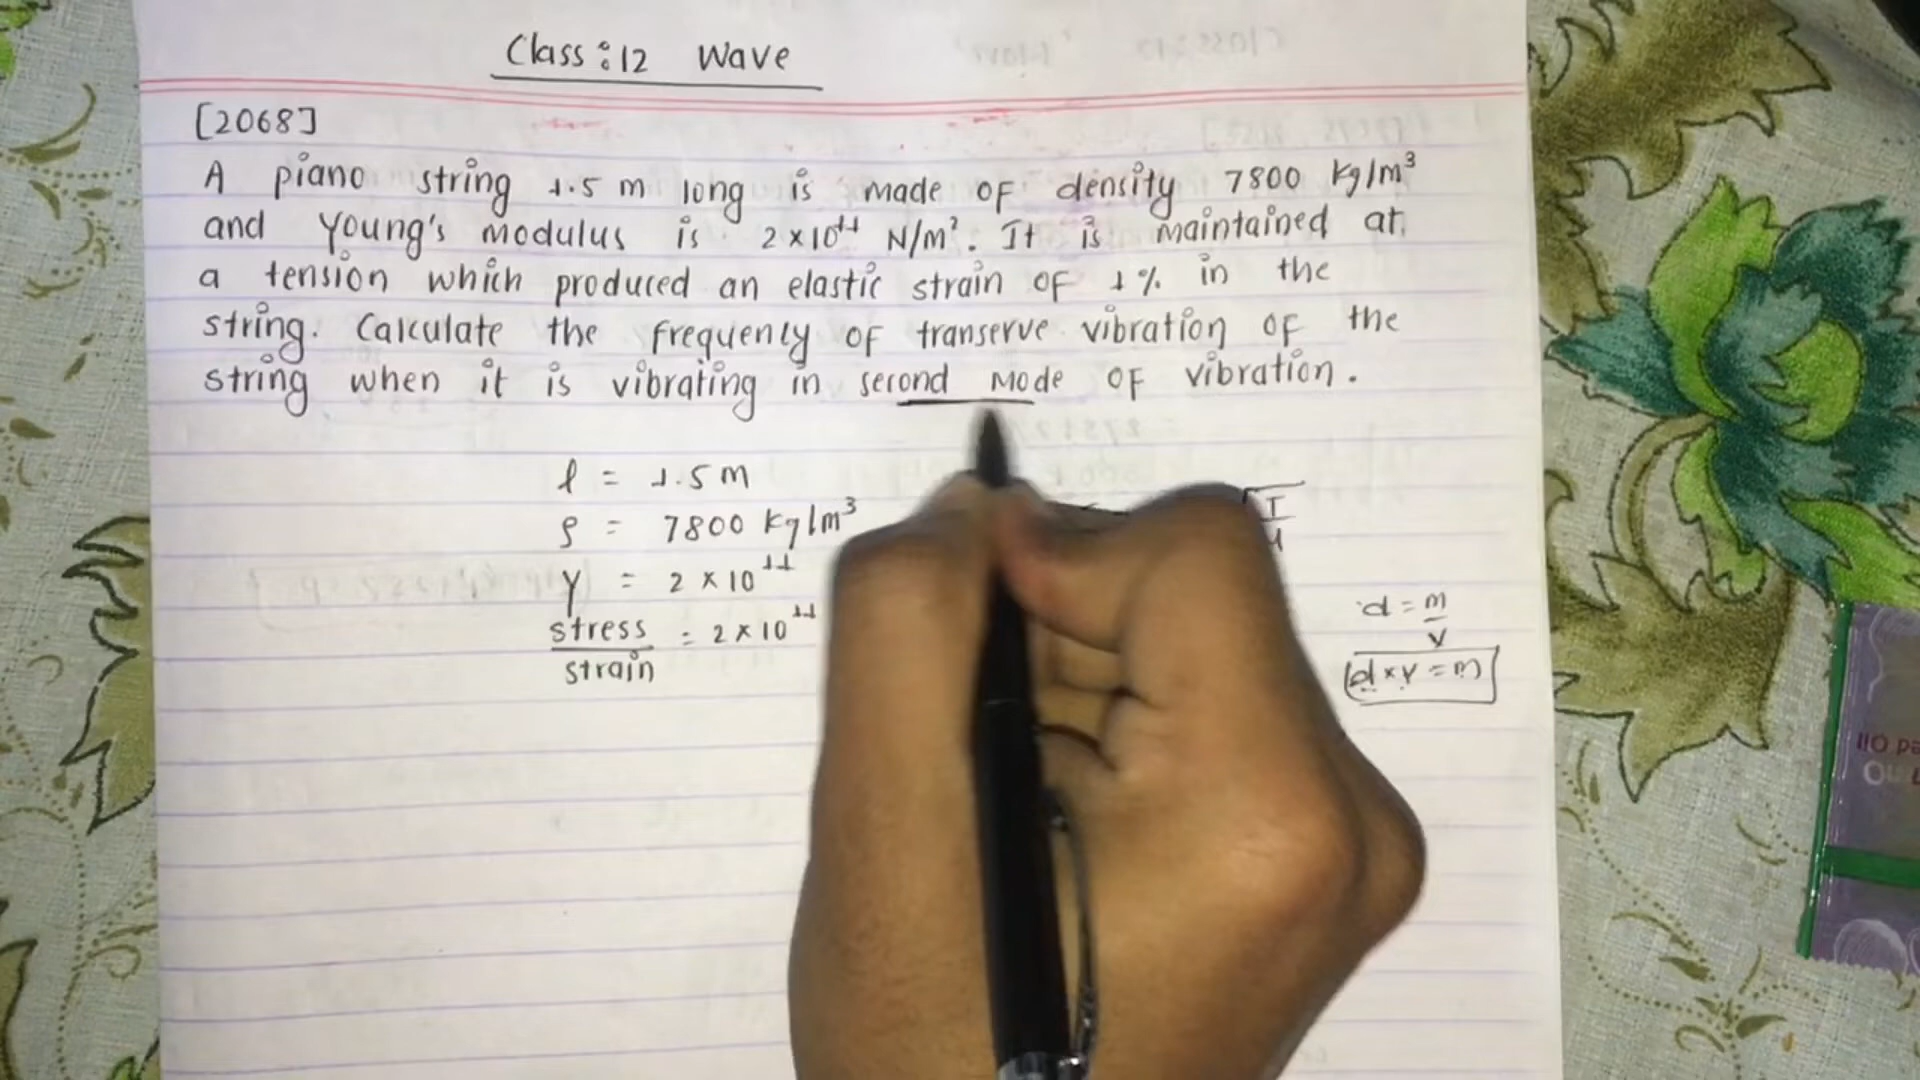 Class:12 Wave
[2068]
A piano string 1.5 m long is made of density 7800 kg/m³
and Young's modulus is 2×10¹¹ N/m². It is maintained at
a tension which produced an elastic strain of 1% in the
string. Calculate the frequency of transerve vibration of the
string when it is vibrating in second mode of vibration.
l = 1.5 m
ρ = 7800 kg/m³
Y = 2 × 10¹¹
stress/strain = 2 × 10¹¹
T